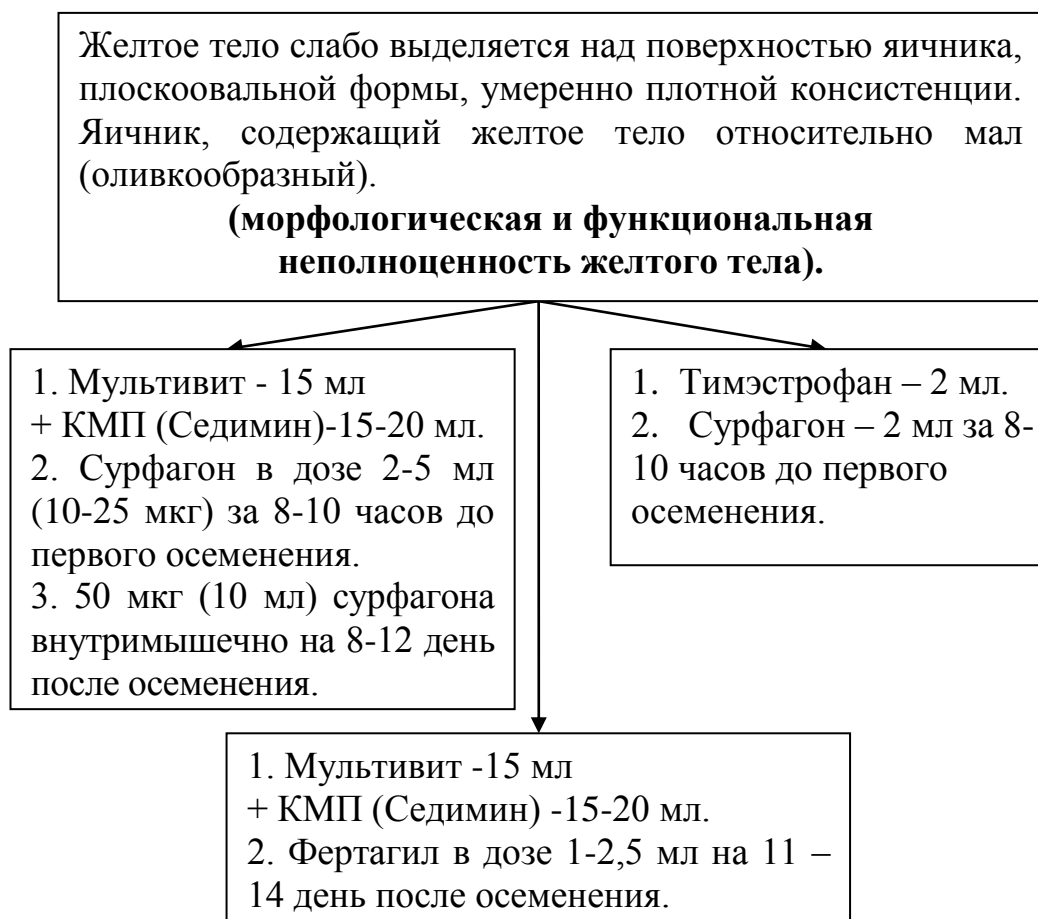 Желтое тело слабо выделяется над поверхностью яичника,
плоскоовальной формы, умеренно плотной консистенции.
Яичник, содержащий желтое тело относительно мал
(оливкообразный).
(морфологическая и функциональная
неполноценность желтого тела).
1. Мультивит - 15 мл
+ КМП (Седимин)-15-20 мл.
2. Сурфагон в дозе 2-5 мл
(10-25 мкг) за 8-10 часов до
первого осеменения.
3. 50 мкг (10 мл) сурфагона
внутримышечно на 8-12 день
после осеменения.
1. Тимэстрофан – 2 мл.
2. Сурфагон – 2 мл за 8-
10 часов до первого
осеменения.
1. Мультивит -15 мл
+ КМП (Седимин) -15-20 мл.
2. Фертагил в дозе 1-2,5 мл на 11 –
14 день после осеменения.